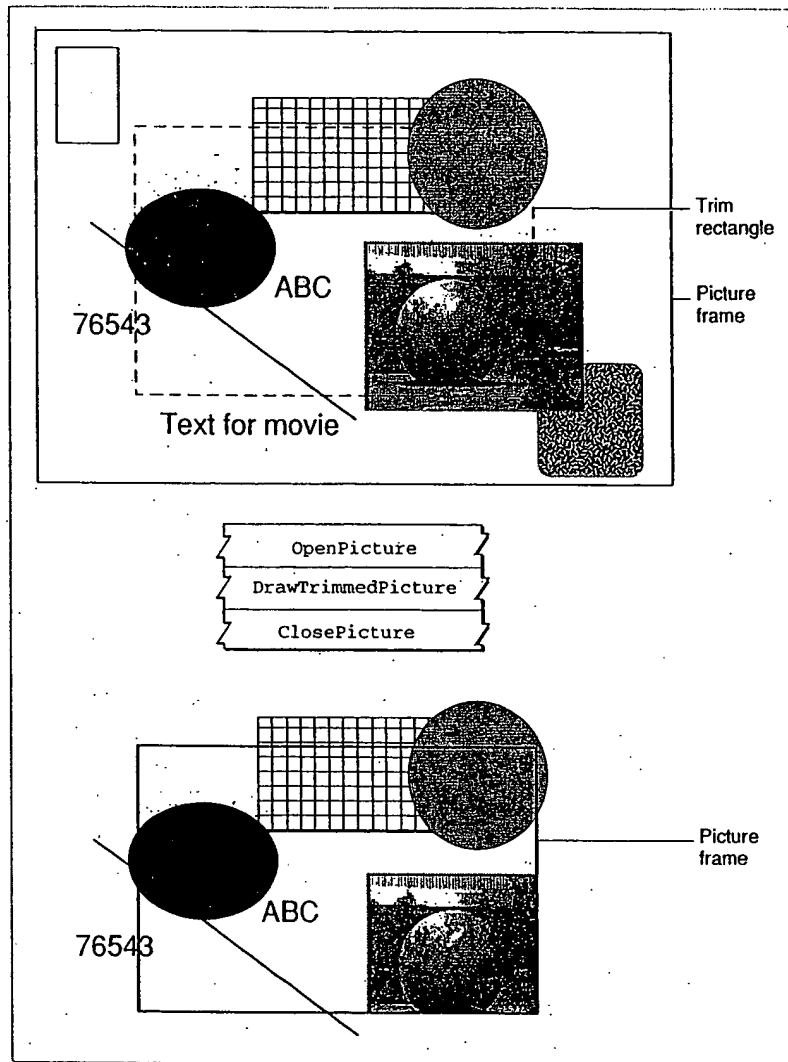 Trim
rectangle
Picture
frame
ABC
76543
Text for movie
OpenPicture
DrawTrimmedPicture
ClosePicture
Picture
frame
ABC
76543